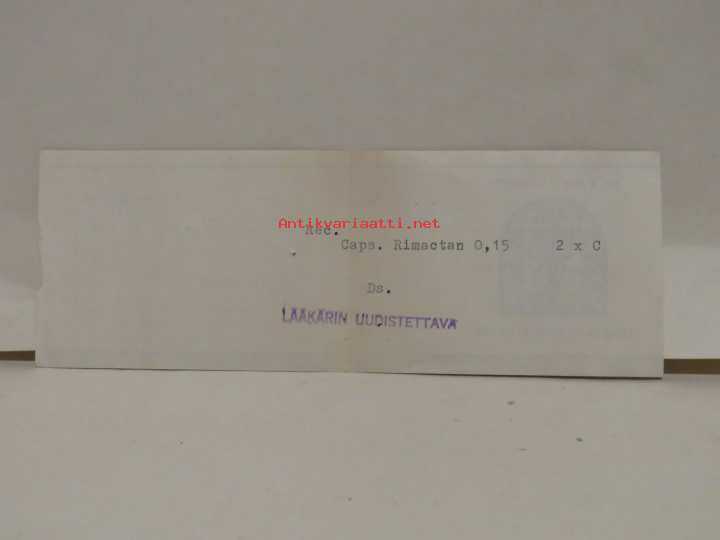 Antikvariaatti.net
Rec.
Caps. Rimactan 0,15 2 x C
Ds.
LÄÄKÄRIN UUDISTETTAVA